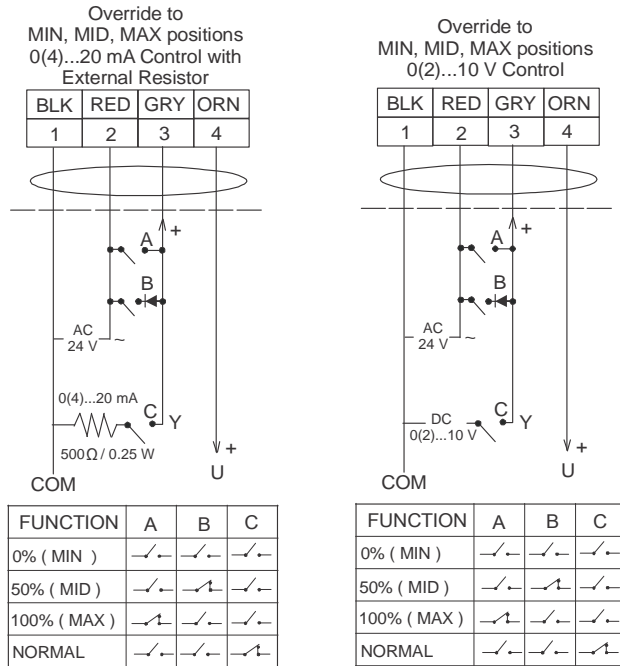 Override to
MIN, MID, MAX positions
0(4)...20 mA Control with
External Resistor
BLK RED GRY ORN
1 2 3 4
A +
B
AC
24 V ~
0(4)...20 mA
C Y
500Ω / 0.25 W
+
U
COM
FUNCTION A B C
0% ( MIN )
50% ( MID )
100% ( MAX )
NORMAL
Override to
MIN, MID, MAX positions
0(2)...10 V Control
BLK RED GRY ORN
1 2 3 4
A +
B
AC
24 V ~
DC C Y
0(2)...10 V
+
U
COM
FUNCTION A B C
0% ( MIN )
50% ( MID )
100% ( MAX )
NORMAL